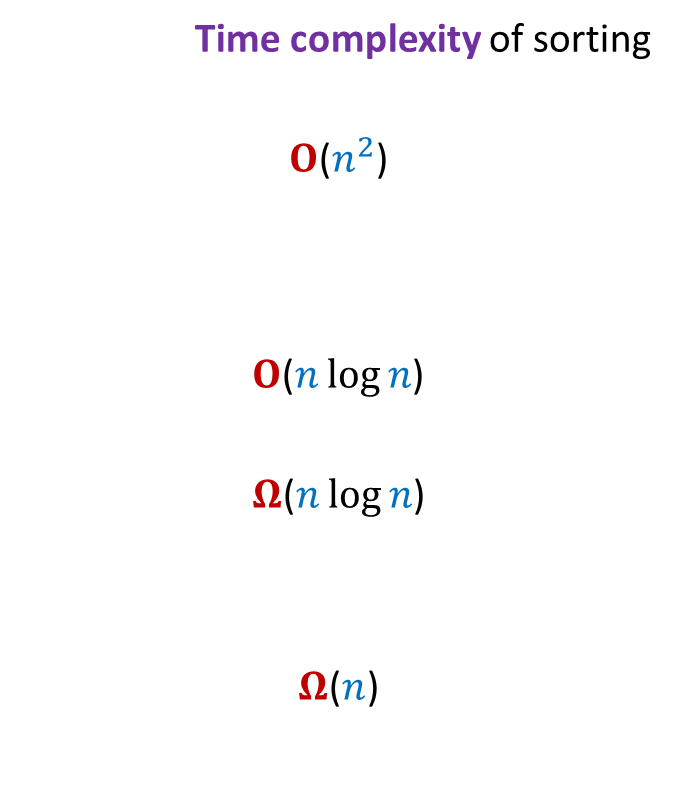 Time complexity of sorting
O(n²)
O(n log n)
Ω(n log n)
Ω(n)